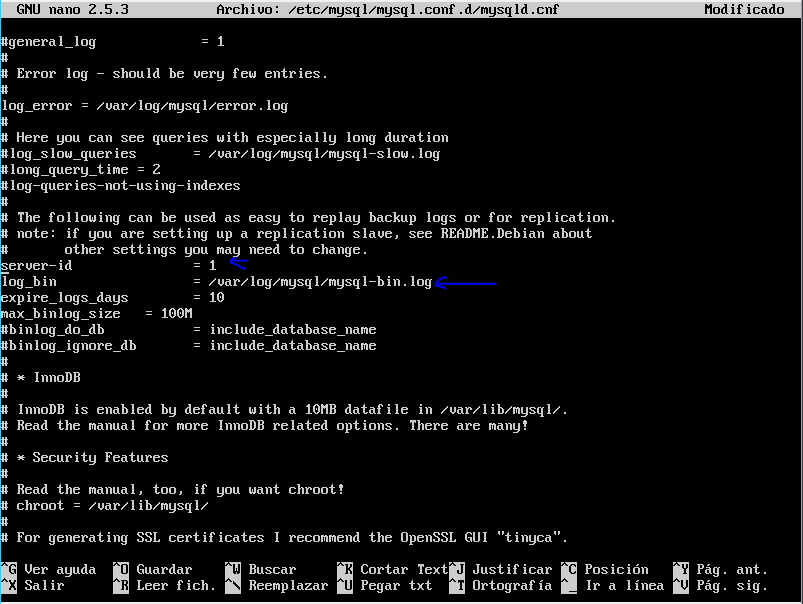 GNU nano 2.5.3 Archivo: /etc/mysql/mysql.conf.d/mysqld.cnf Modificado
#general_log = 1
#
# Error log - should be very few entries.
#
log_error = /var/log/mysql/error.log
#
# Here you can see queries with especially long duration
#log_slow_queries = /var/log/mysql/mysql-slow.log
#long_query_time = 2
#log-queries-not-using-indexes
#
# The following can be used as easy to replay backup logs or for replication.
# note: if you are setting up a replication slave, see README.Debian about
# other settings you may need to change.
server-id = 1
log_bin = /var/log/mysql/mysql-bin.log
expire_logs_days = 10
max_binlog_size = 100M
#binlog_do_db = include_database_name
#binlog_ignore_db = include_database_name
#
# * InnoDB
#
# InnoDB is enabled by default with a 10MB datafile in /var/lib/mysql/.
# Read the manual for more InnoDB related options. There are many!
#
# * Security Features
#
# Read the manual, too, if you want chroot!
# chroot = /var/lib/mysql/
#
# For generating SSL certificates I recommend the OpenSSL GUI "tinyca".
^G Ver ayuda ^O Guardar ^W Buscar ^K Cortar Text ^J Justificar ^C Posición ^Y Pág. ant.
^X Salir ^R Leer fich. ^\ Reemplazar ^U Pegar txt ^T Ortografía ^_ Ir a línea ^V Pág. sig.